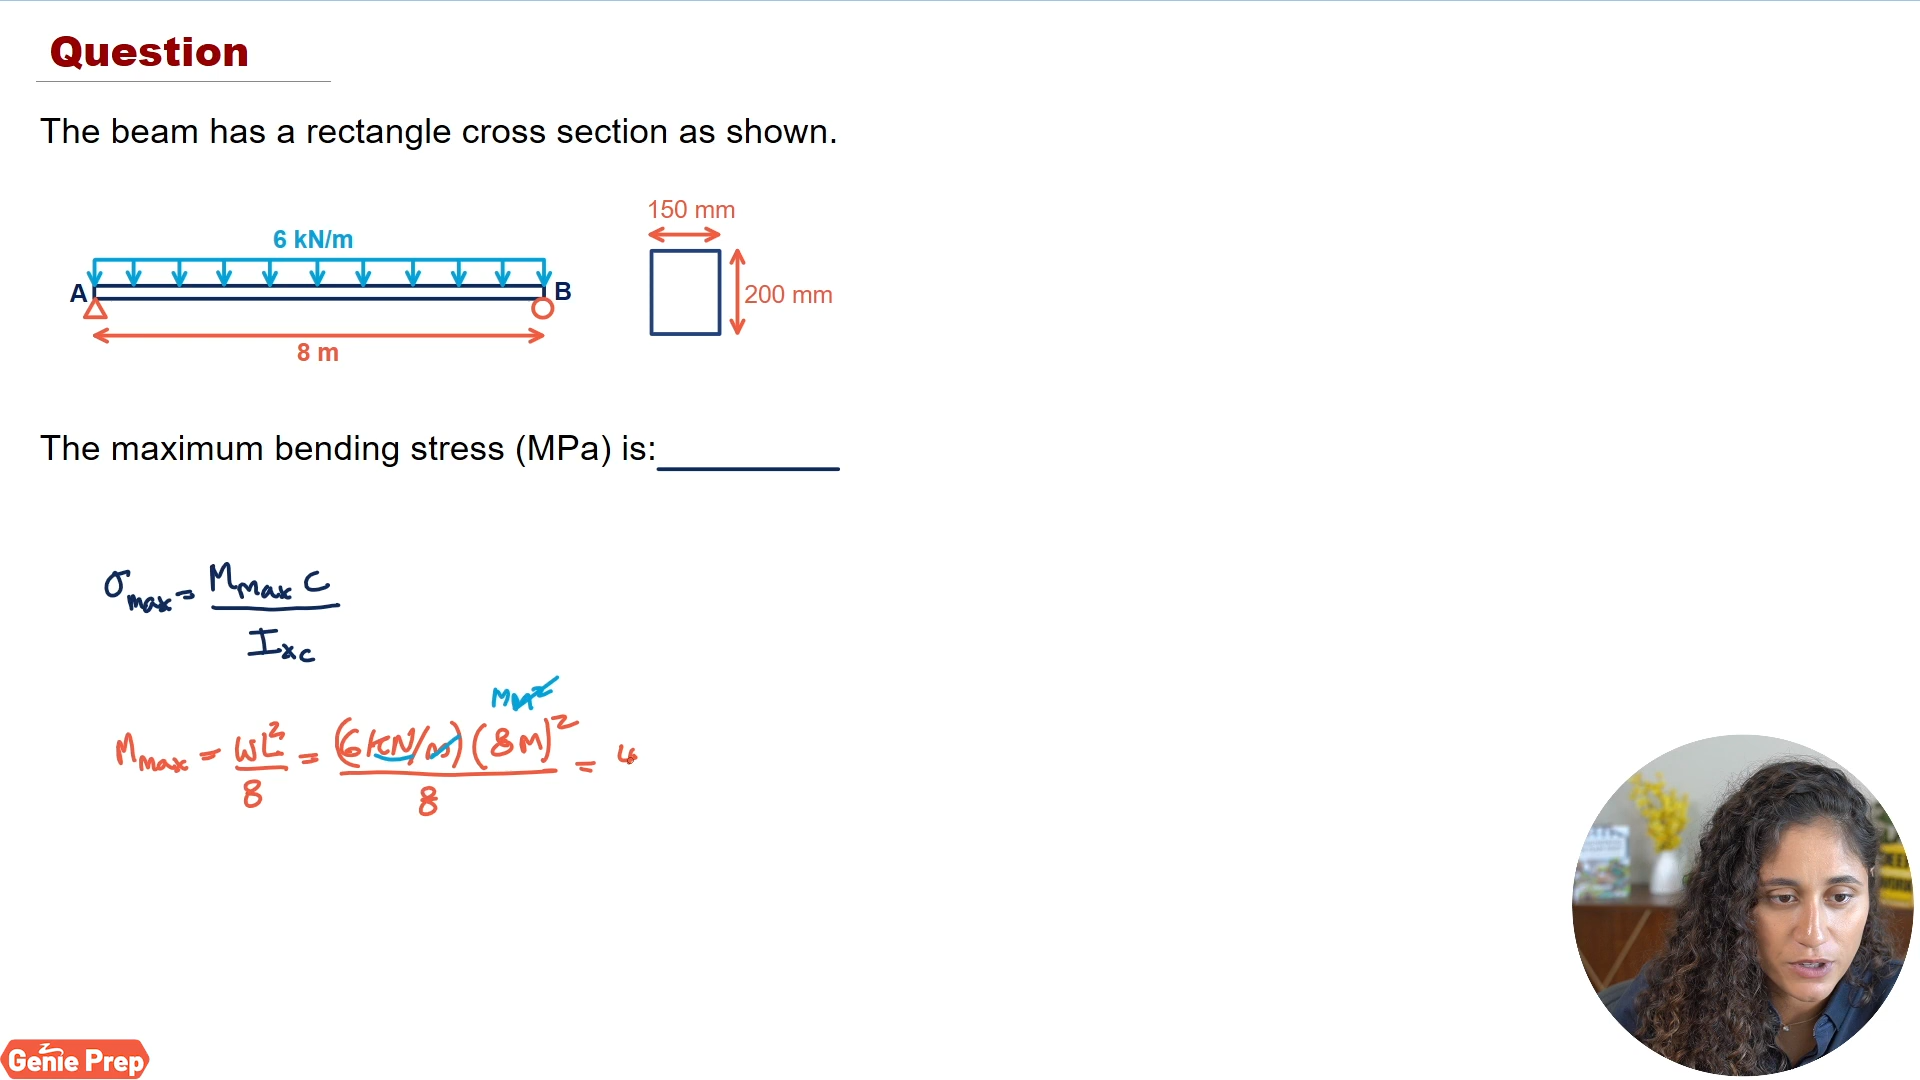 Question
The beam has a rectangle cross section as shown.
150 mm
6 kN/m
A
B
200 mm
8 m
The maximum bending stress (MPa) is:
σmax = Mmax C
Ixc
Mmax = WL² = (6kN/m) (8m)² = 4
8
8
Genie Prep